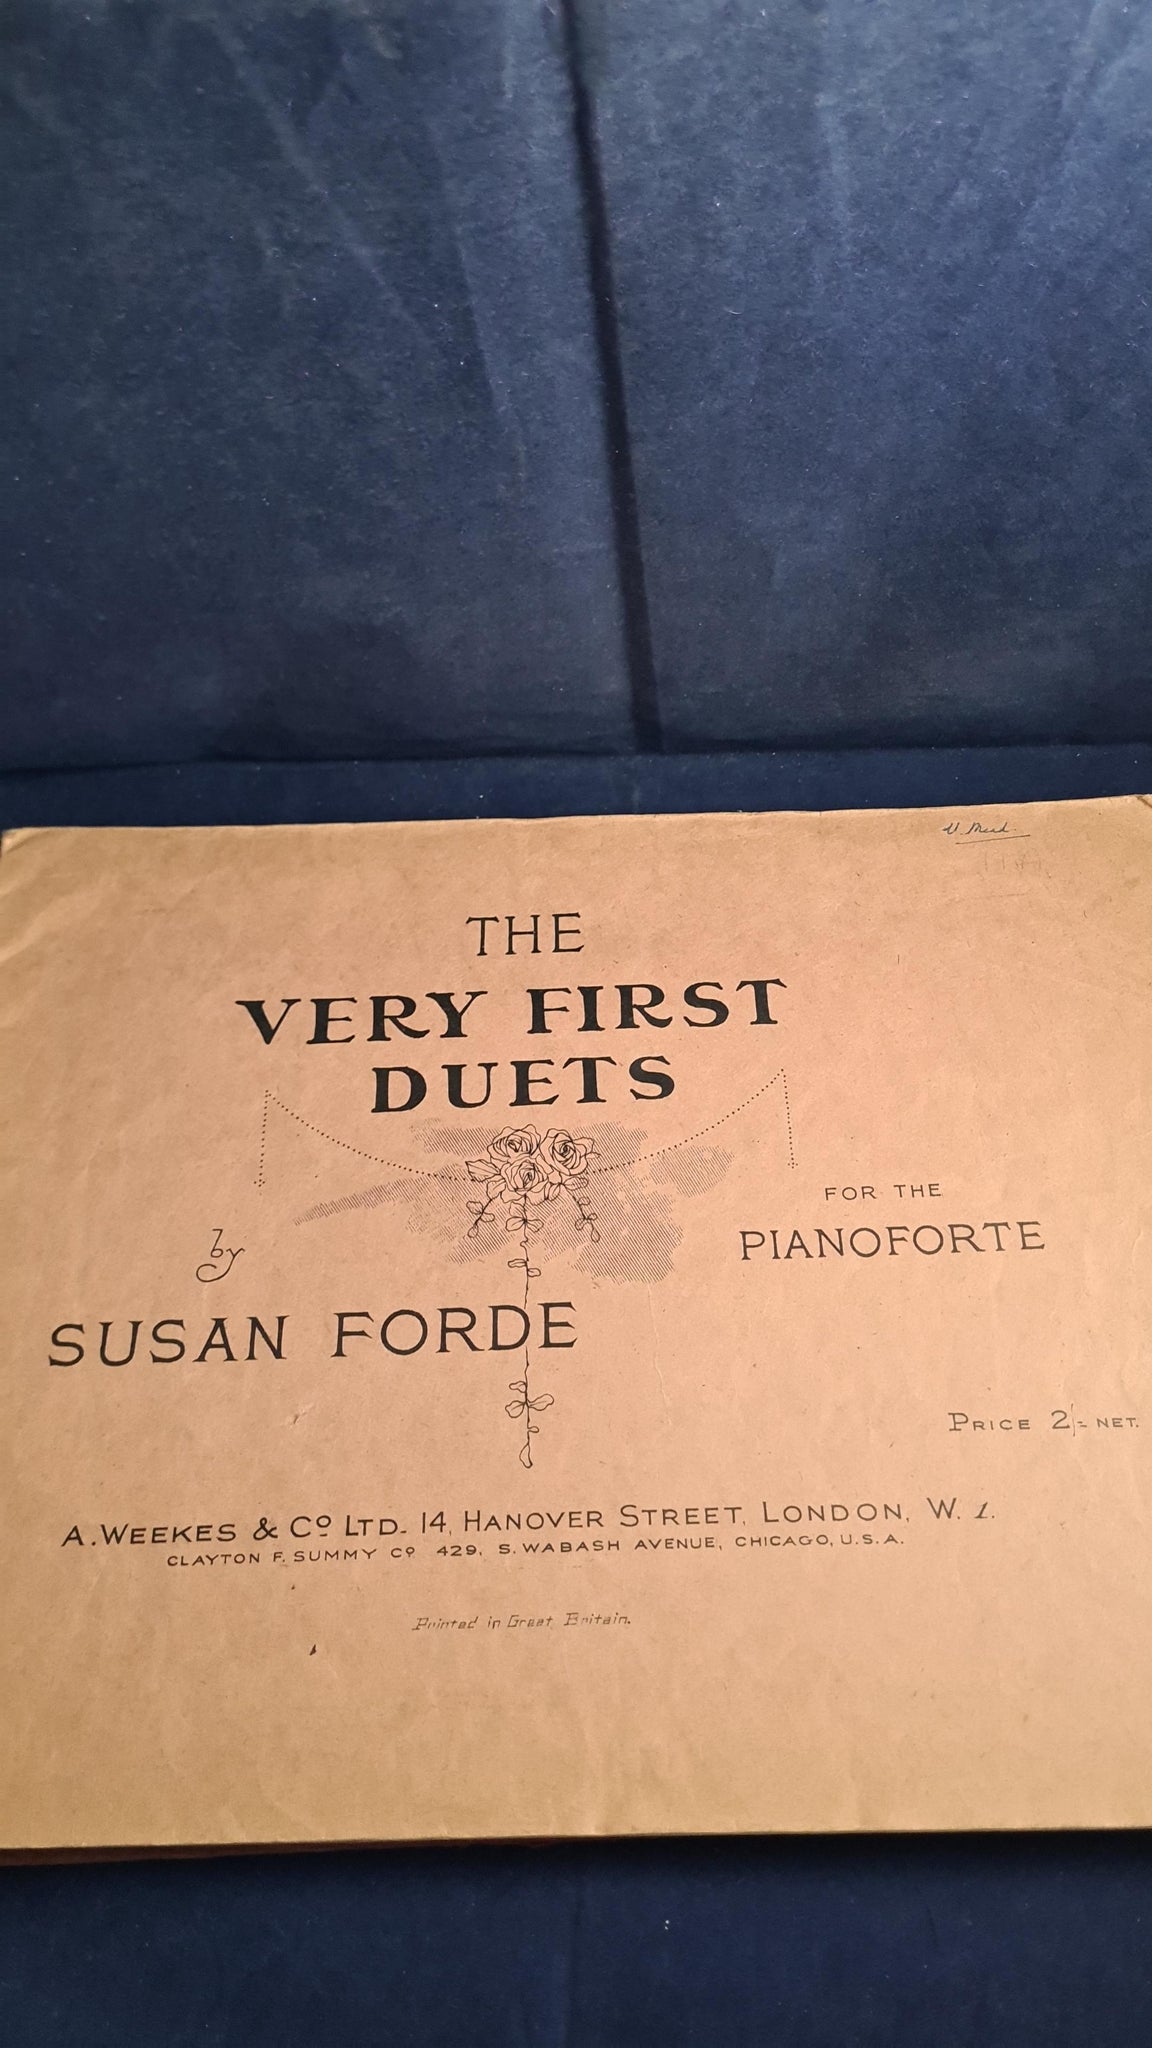 THE
VERY FIRST
DUETS
FOR THE
PIANOFORTE
by
SUSAN FORDE
PRICE 2/- NET.
A. WEEKES & Cº LTD. 14, HANOVER STREET, LONDON, W. 1.
CLAYTON F. SUMMY Cº 429, S. WABASH AVENUE, CHICAGO, U.S.A.
Printed in Great Britain.